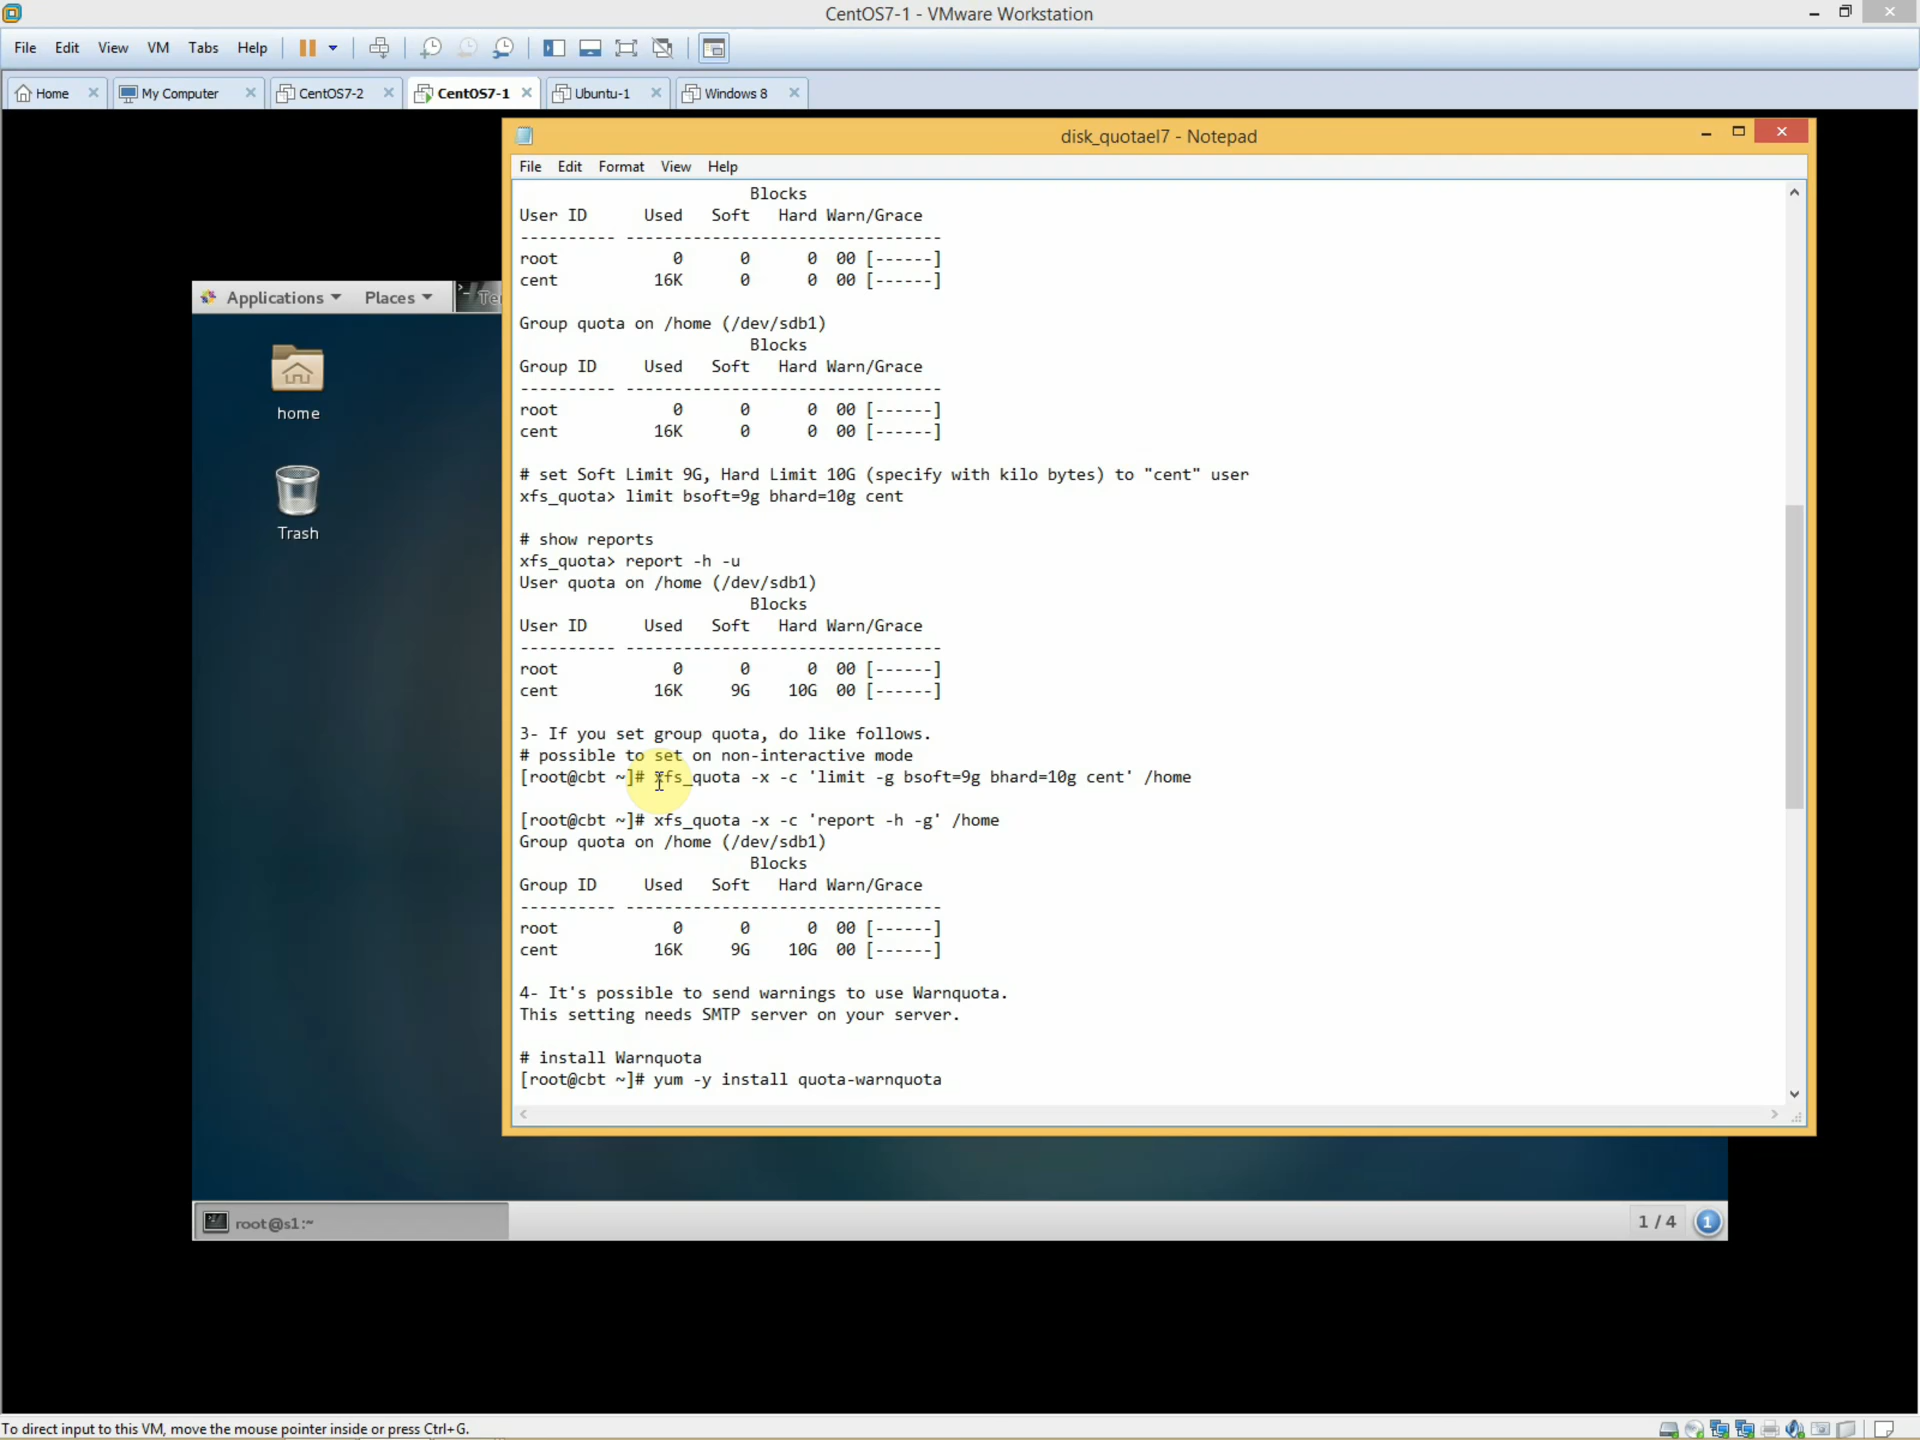 CentOS7-1 - VMware Workstation
File Edit View VM Tabs Help
Home My Computer CentOS7-2 CentOS7-1 Ubuntu-1 Windows 8
disk_quotael7 - Notepad
File Edit Format View Help
Blocks
User ID Used Soft Hard Warn/Grace
---------- ---------------------------------
root 0 0 0 00 [------]
cent 16K 0 0 00 [------]
Group quota on /home (/dev/sdb1)
Blocks
Group ID Used Soft Hard Warn/Grace
---------- ---------------------------------
root 0 0 0 00 [------]
cent 16K 0 0 00 [------]
# set Soft Limit 9G, Hard Limit 10G (specify with kilo bytes) to "cent" user
xfs_quota> limit bsoft=9g bhard=10g cent
# show reports
xfs_quota> report -h -u
User quota on /home (/dev/sdb1)
Blocks
User ID Used Soft Hard Warn/Grace
---------- ---------------------------------
root 0 0 0 00 [------]
cent 16K 9G 10G 00 [------]
3- If you set group quota, do like follows.
# possible to set on non-interactive mode
[root@cbt ~]# xfs_quota -x -c 'limit -g bsoft=9g bhard=10g cent' /home
[root@cbt ~]# xfs_quota -x -c 'report -h -g' /home
Group quota on /home (/dev/sdb1)
Blocks
Group ID Used Soft Hard Warn/Grace
---------- ---------------------------------
root 0 0 0 00 [------]
cent 16K 9G 10G 00 [------]
4- It's possible to send warnings to use Warnquota.
This setting needs SMTP server on your server.
# install Warnquota
[root@cbt ~]# yum -y install quota-warnquota
Applications Places
home
Trash
root@s1:~
1 / 4 1
To direct input to this VM, move the mouse pointer inside or press Ctrl+G.